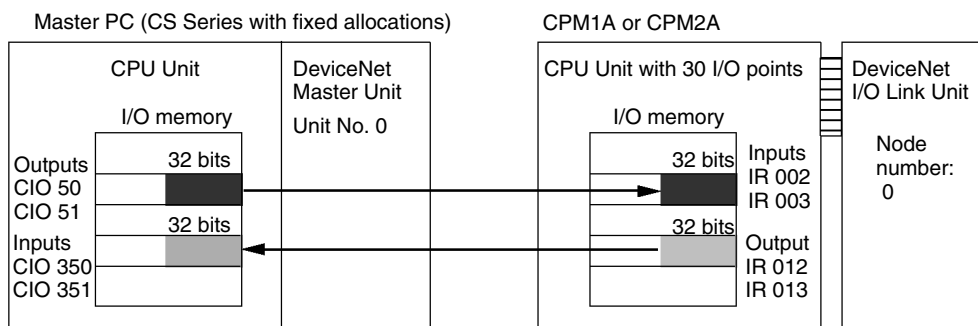 Master PC (CS Series with fixed allocations)
CPM1A or CPM2A
CPU Unit
DeviceNet
Master Unit
Unit No. 0
I/O memory
32 bits
Outputs
CIO 50
CIO 51
32 bits
Inputs
CIO 350
CIO 351
CPU Unit with 30 I/O points
I/O memory
32 bits
Inputs
IR 002
IR 003
32 bits
Output
IR 012
IR 013
DeviceNet
I/O Link Unit
Node
number:
0